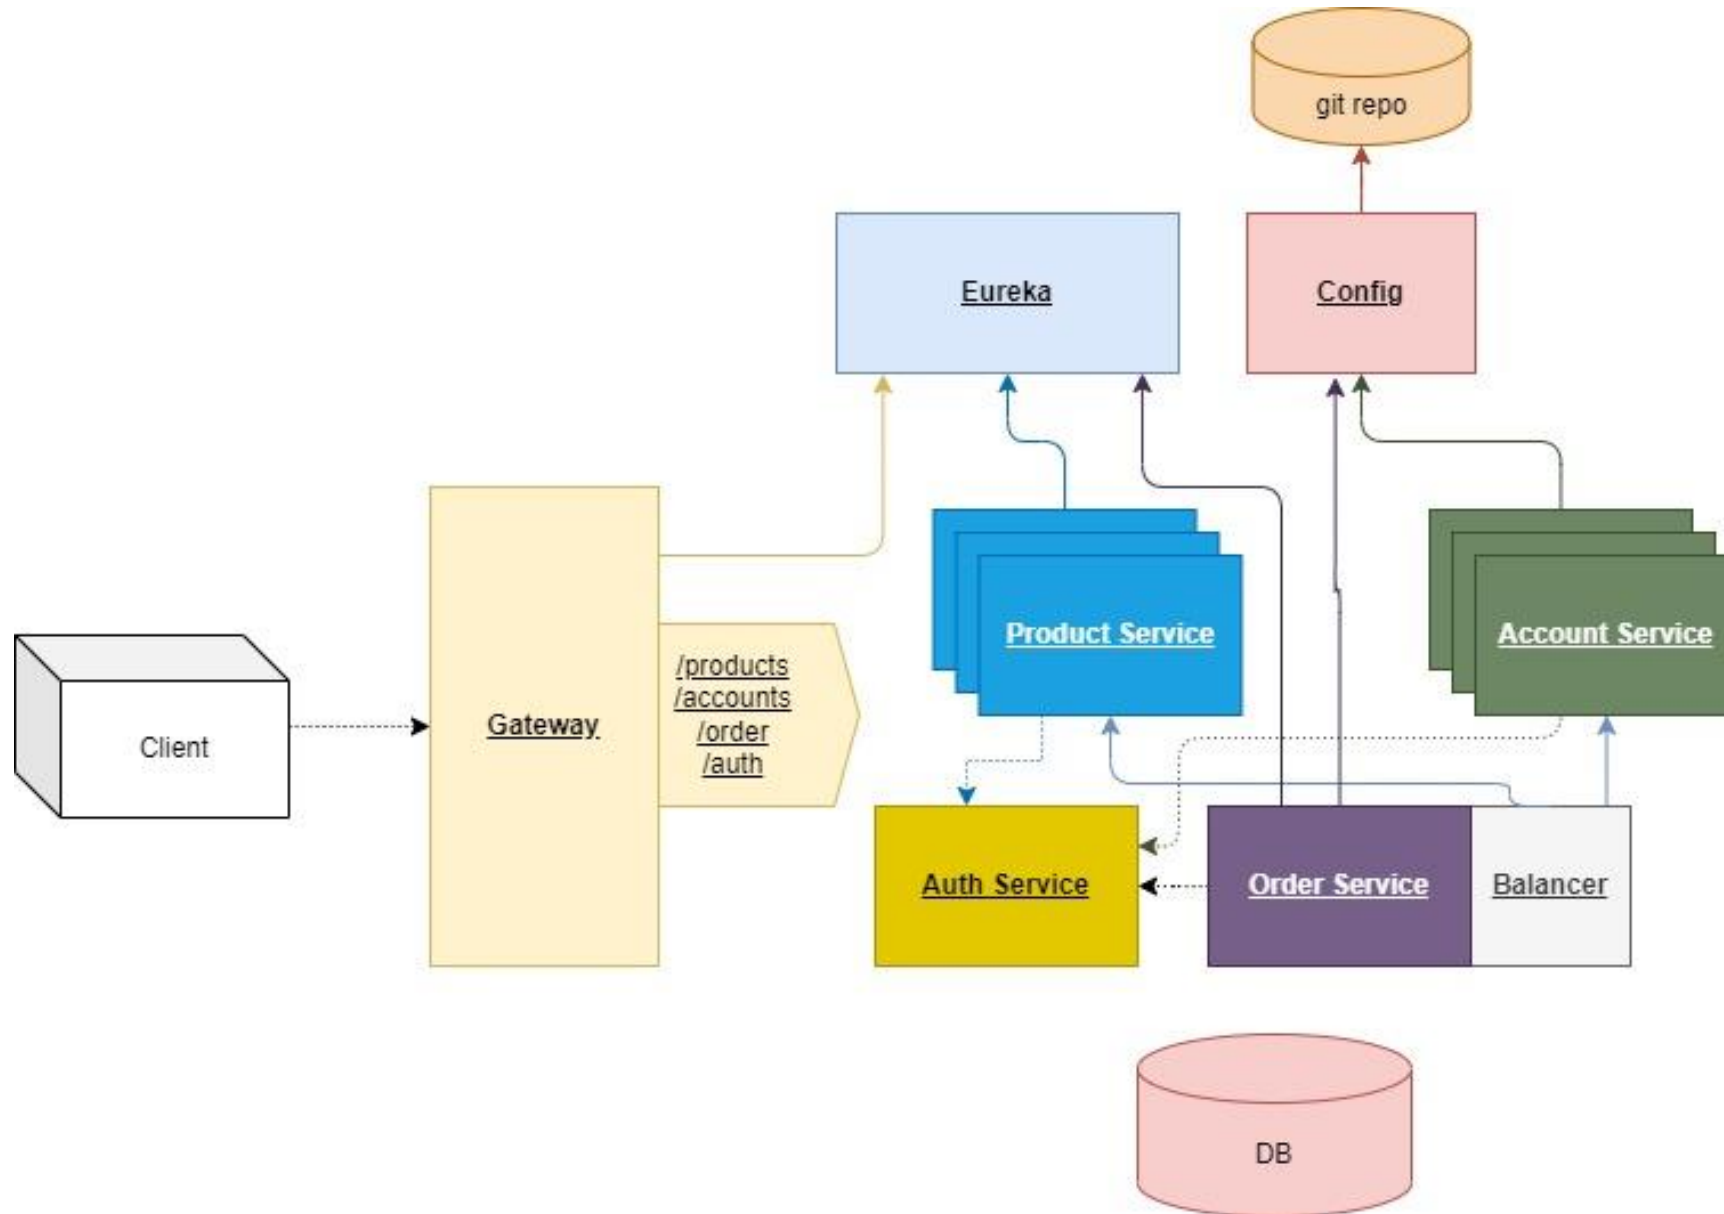 git repo
Eureka
Config
Product Service
Account Service
/products
/accounts
/order
/auth
Gateway
Client
Auth Service
Order Service
Balancer
DB